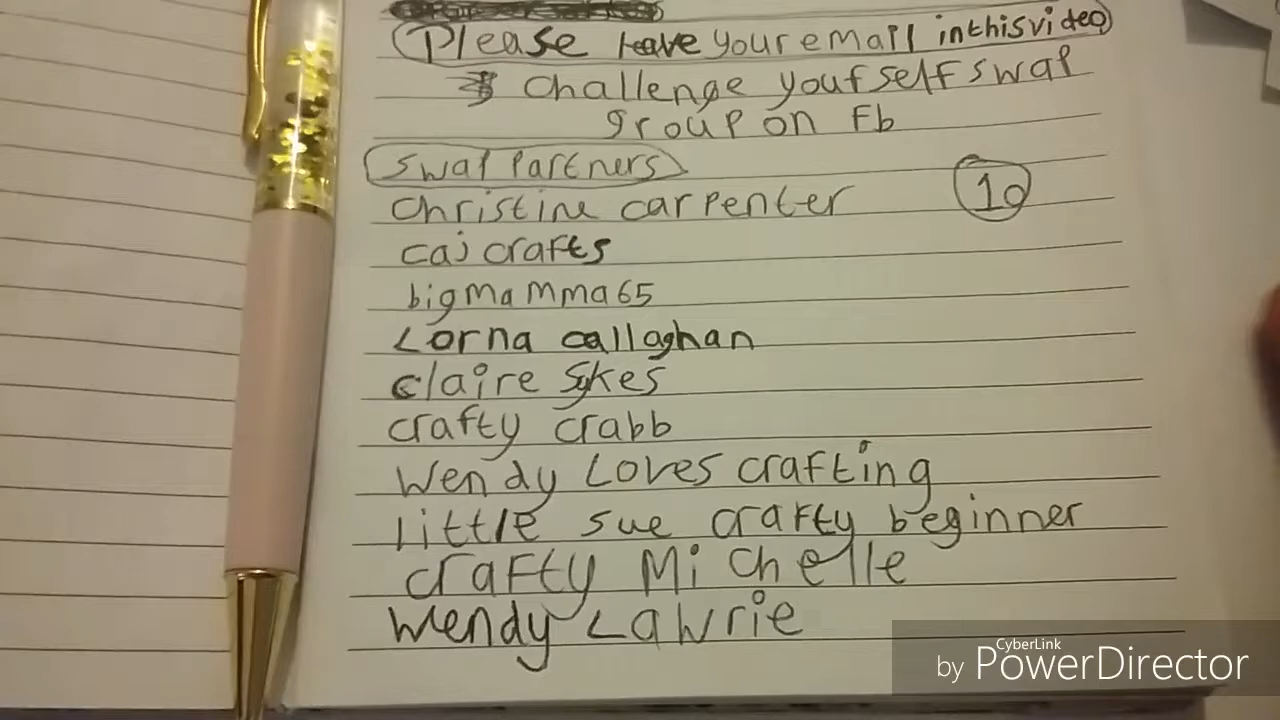 Please leave your email in this video
Challenge yourself swap
group on Fb
swap partners
Christine carpenter
10
caj crafts
bigmamma65
Lorna callaghan
claire Sykes
crafty crabb
Wendy Loves crafting
little sue crafty beginner
crafty Michelle
Wendy Lawrie
CyberLink
by PowerDirector